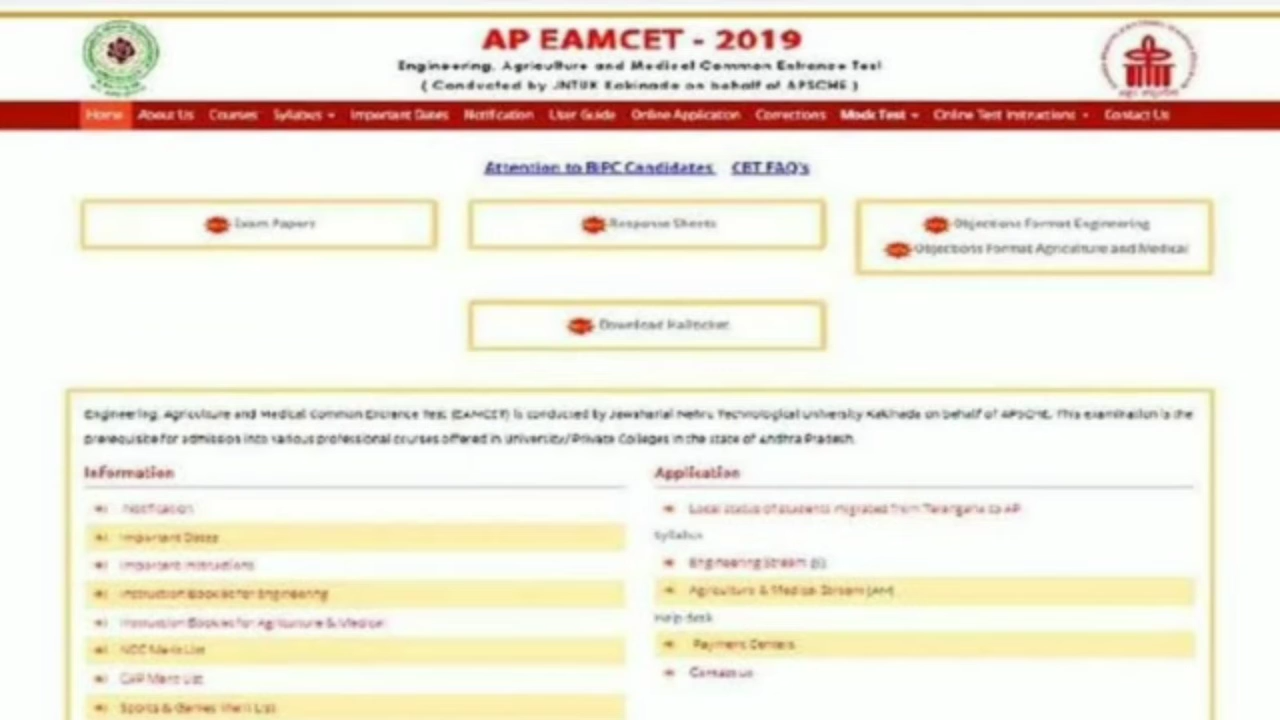 AP EAMCET - 2019
Engineering, Agriculture and Medical Common Entrance Test
( Conducted by JNTUK Kakinada on behalf of APSCHE )
Home About Us Courses Syllabus Important Dates Notification User Guide Online Application Corrections Mock Test Online Test Instructions Contact Us
Attention to BiPC Candidates CET FAQ's
Exam Papers Response Sheets Objections Format Engineering
Objections Format Agriculture and Medical
Download Hallticket
Engineering, Agriculture and Medical Common Entrance Test (EAMCET) is conducted by Jawaharlal Nehru Technological University Kakinada on behalf of APSCHE. This examination is the
prerequisite for admission into various professional courses offered in University/Private Colleges in the state of Andhra Pradesh.
Information
Notification
Important Dates
Important Instructions
Instruction Booklet for Engineering
Instruction Booklet for Agriculture & Medical
NCC Merit List
CAP Merit List
Sports & Games Merit List
Application
Local status of students migrated from Telangana to AP
Syllabus
Engineering Stream (E)
Agriculture & Medical Stream (AM)
Help desk
Payment Centers
Contact us